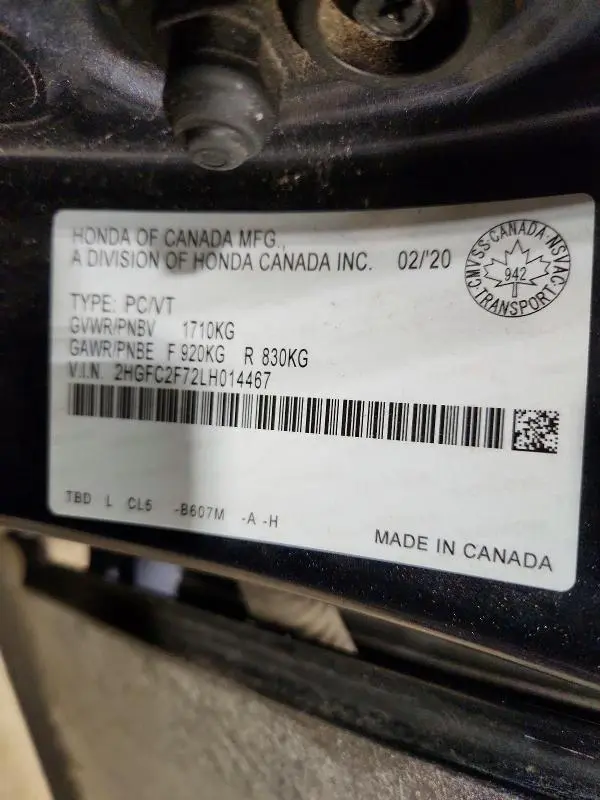 HONDA OF CANADA MFG.,
A DIVISION OF HONDA CANADA INC. 02/'20
CMVSS·CANADA·NSVAC·TRANSPORT
942
TYPE: PC/VT
GVWR/PNBV 1710KG
GAWR/PNBE F 920KG R 830KG
V.I.N. 2HGFC2F72LH014467
TBD L CL5 -B607M -A -H
MADE IN CANADA